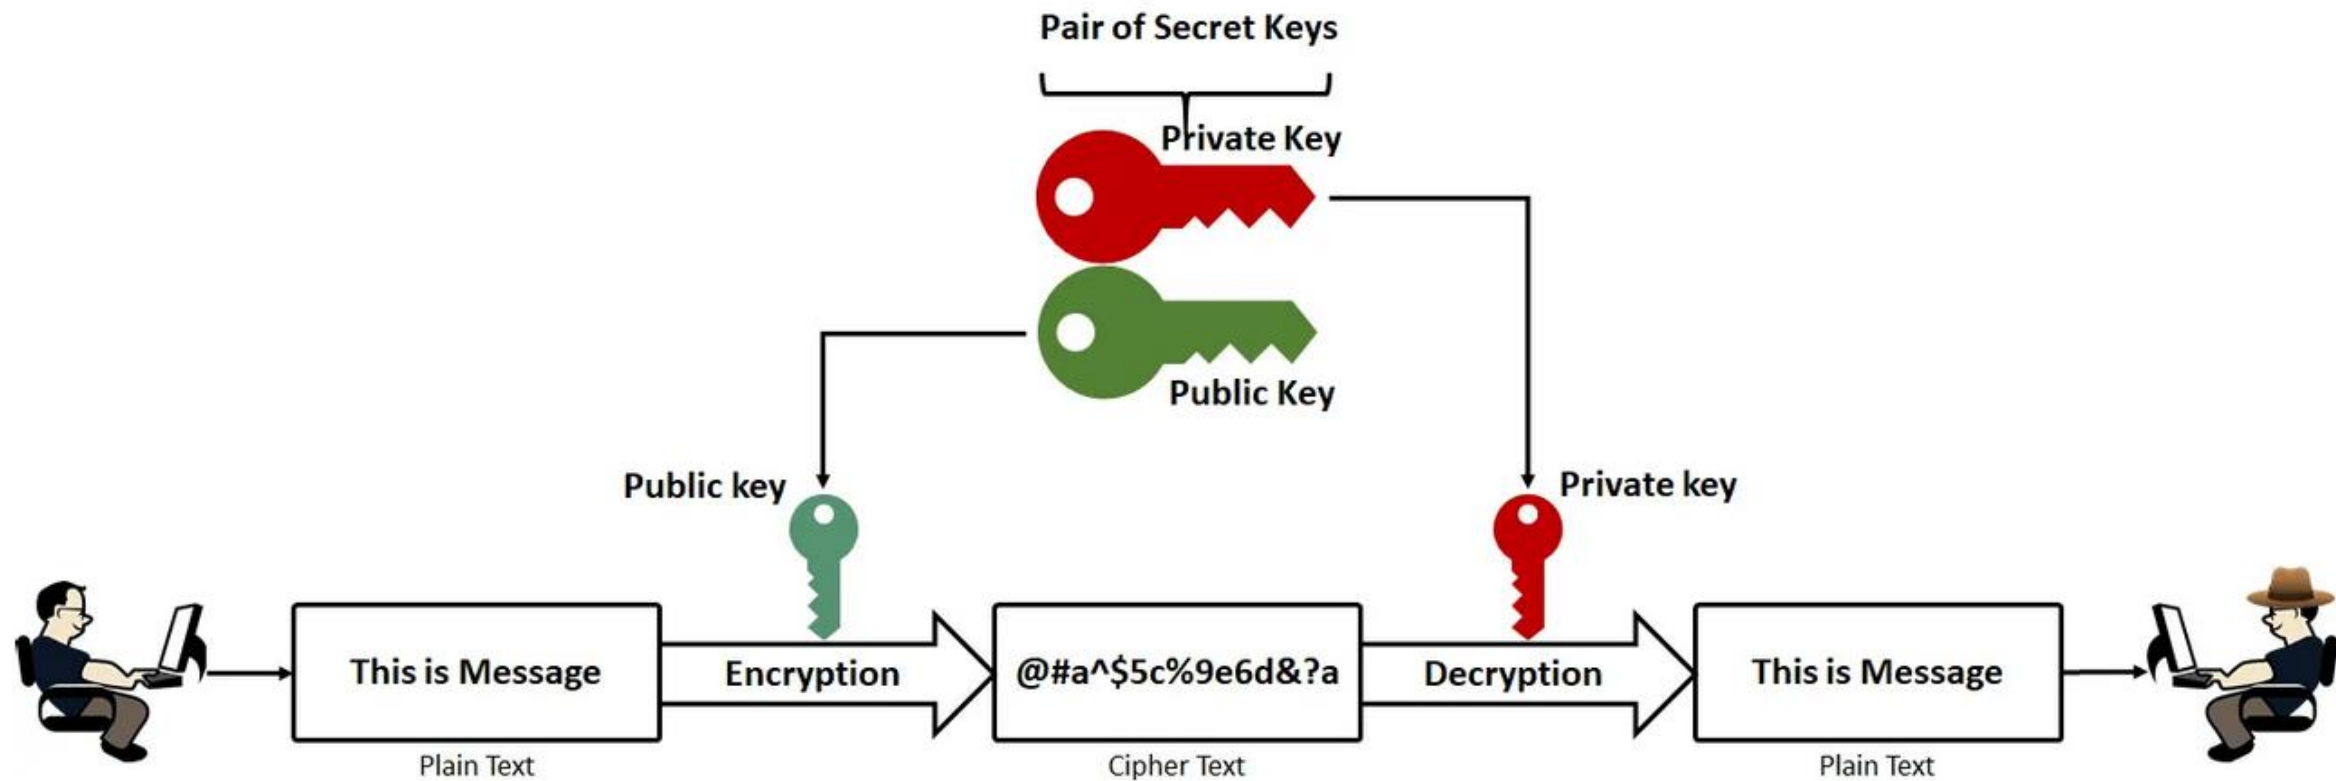 Pair of Secret Keys
Private Key
Public Key
Public key
Private key
This is Message
Encryption
@#a^$5c%9e6d&?a
Decryption
This is Message
Plain Text
Cipher Text
Plain Text